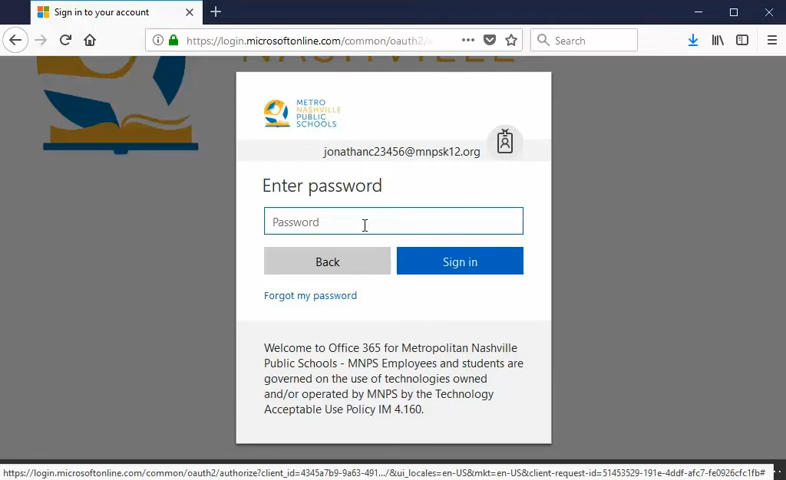 Sign in to your account
https://login.microsoftonline.com/common/oauth2/
Search
NASHVILLE
METRO
NASHVILLE
PUBLIC
SCHOOLS
jonathanc23456@mnpsk12.org
Enter password
Password
Back
Sign in
Forgot my password
Welcome to Office 365 for Metropolitan Nashville
Public Schools - MNPS Employees and students are
governed on the use of technologies owned
and/or operated by MNPS by the Technology
Acceptable Use Policy IM 4.160.
https://login.microsoftonline.com/common/oauth2/authorize?client_id=4345a7b9-9a63-491.../&ui_locales=en-US&mkt=en-US&client-request-id=51453529-191e-4ddf-afc7-fe0926cfc1fb#